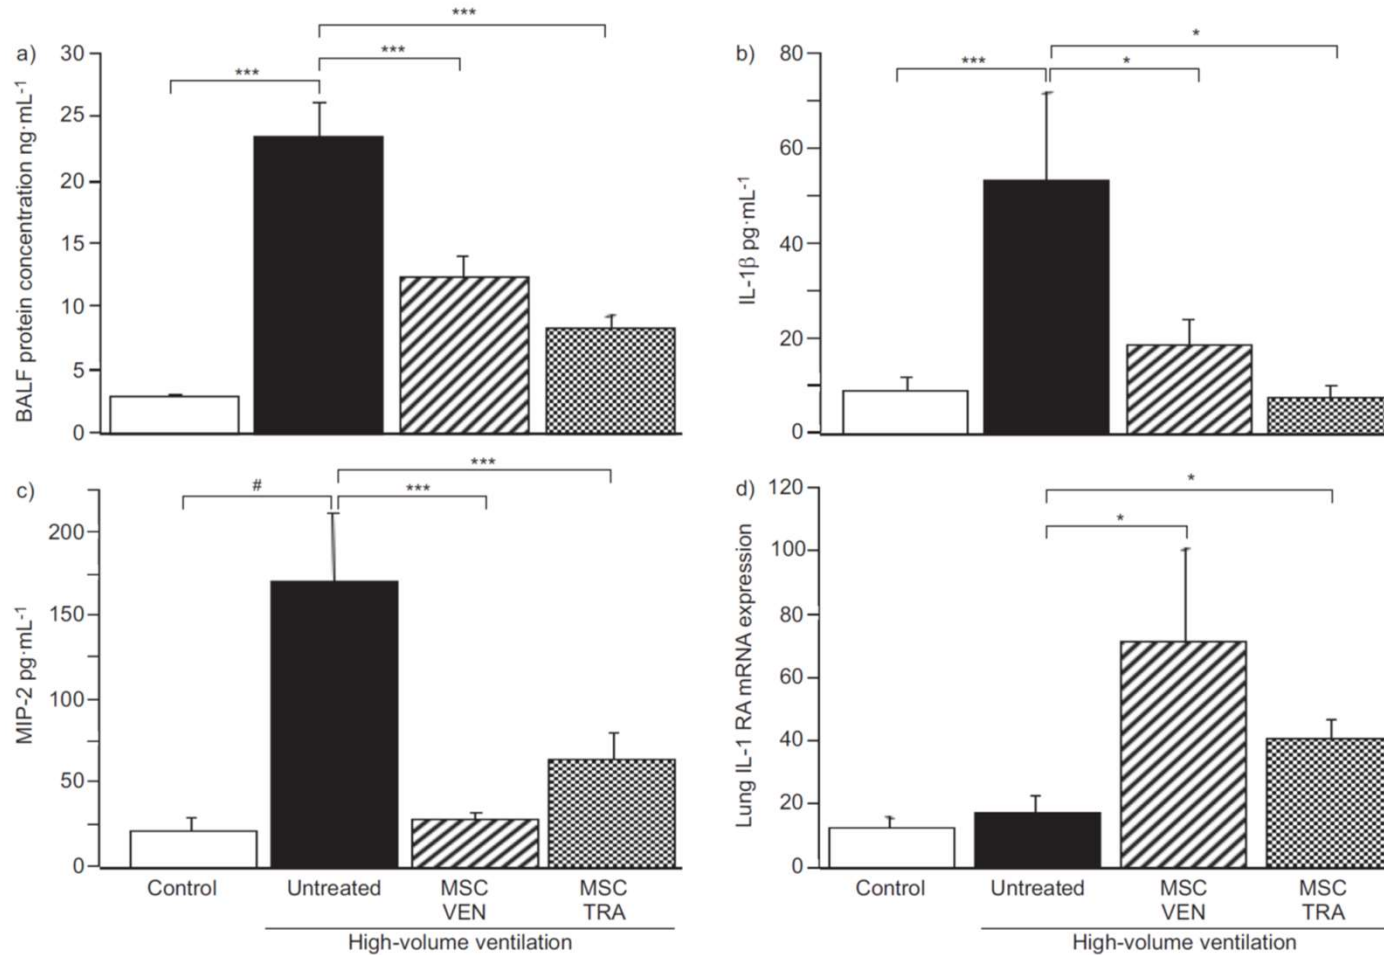 a)
BALF protein concentration ng·mL⁻¹
30
25
20
15
10
5
0
***
***
***
b)
IL-1β pg·mL⁻¹
80
60
40
20
0
***
*
*
c)
MIP-2 pg·mL⁻¹
200
150
100
50
0
#
***
***
Control
Untreated
MSC
VEN
MSC
TRA
High-volume ventilation
d)
Lung IL-1 RA mRNA expression
120
100
80
60
40
20
0
*
*
Control
Untreated
MSC
VEN
MSC
TRA
High-volume ventilation